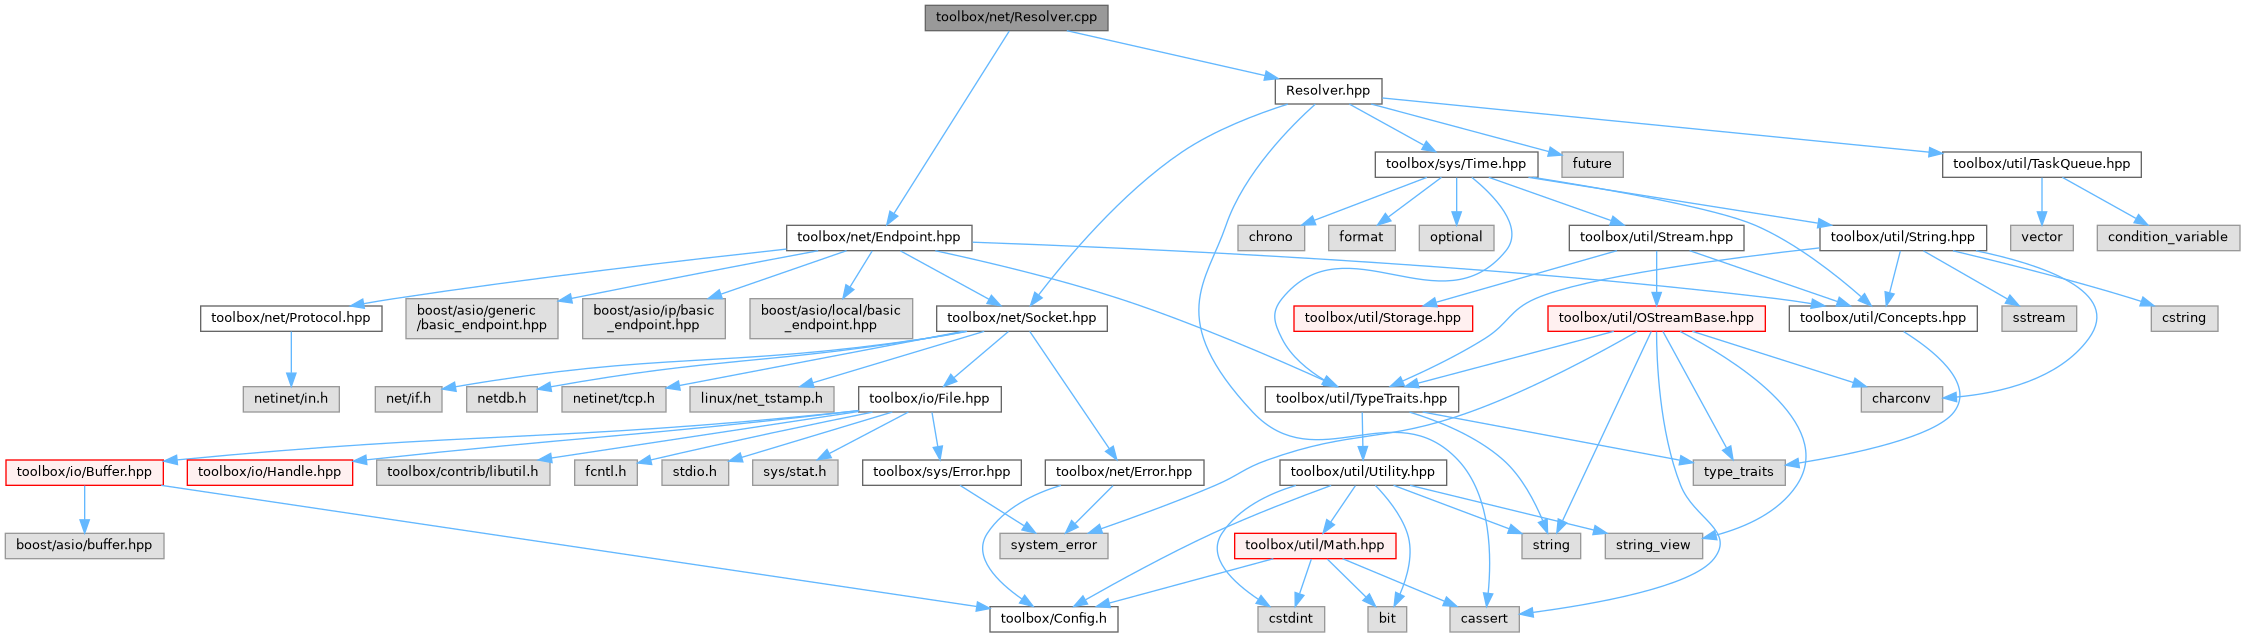 toolbox/net/Resolver.cpp
Resolver.hpp
toolbox/sys/Time.hpp
future
toolbox/util/TaskQueue.hpp
toolbox/net/Endpoint.hpp
chrono
format
optional
toolbox/util/Stream.hpp
toolbox/util/String.hpp
vector
condition_variable
toolbox/net/Protocol.hpp
boost/asio/generic
/basic_endpoint.hpp
boost/asio/ip/basic
_endpoint.hpp
boost/asio/local/basic
_endpoint.hpp
toolbox/net/Socket.hpp
toolbox/util/Storage.hpp
toolbox/util/OStreamBase.hpp
toolbox/util/Concepts.hpp
sstream
cstring
netinet/in.h
net/if.h
netdb.h
netinet/tcp.h
linux/net_tstamp.h
toolbox/io/File.hpp
toolbox/util/TypeTraits.hpp
charconv
toolbox/io/Buffer.hpp
toolbox/io/Handle.hpp
toolbox/contrib/libutil.h
fcntl.h
stdio.h
sys/stat.h
toolbox/sys/Error.hpp
toolbox/net/Error.hpp
toolbox/util/Utility.hpp
type_traits
boost/asio/buffer.hpp
system_error
toolbox/util/Math.hpp
string
string_view
toolbox/Config.h
cstdint
bit
cassert